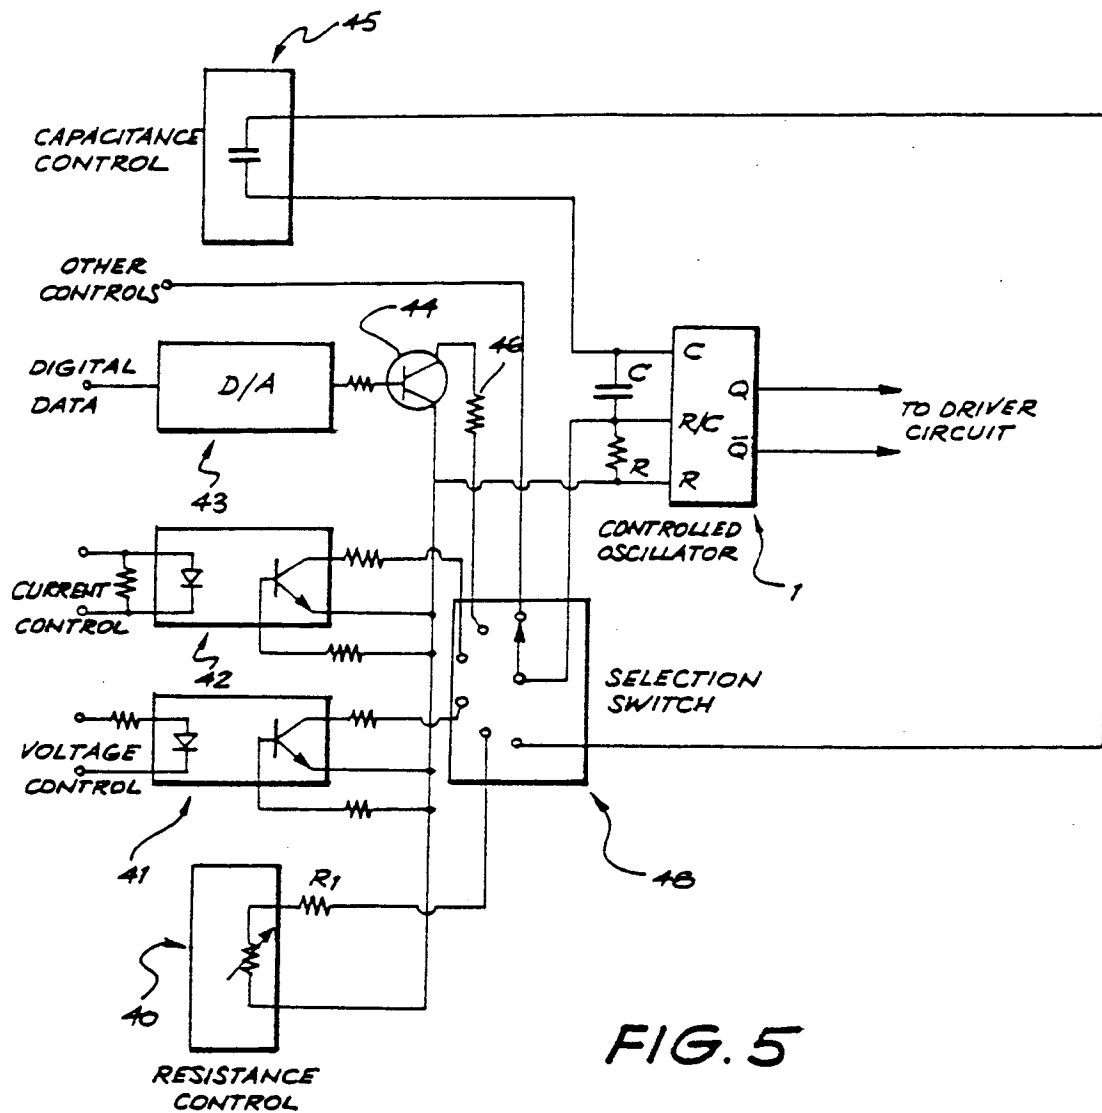 45
CAPACITANCE
CONTROL
OTHER
CONTROLS
44
46
DIGITAL
DATA
D/A
43
C
C
R/C
R
R
Q
Q̅
TO DRIVER
CIRCUIT
CONTROLLED
OSCILLATOR
1
CURRENT
CONTROL
42
SELECTION
SWITCH
VOLTAGE
CONTROL
41
48
R1
40
RESISTANCE
CONTROL
FIG. 5